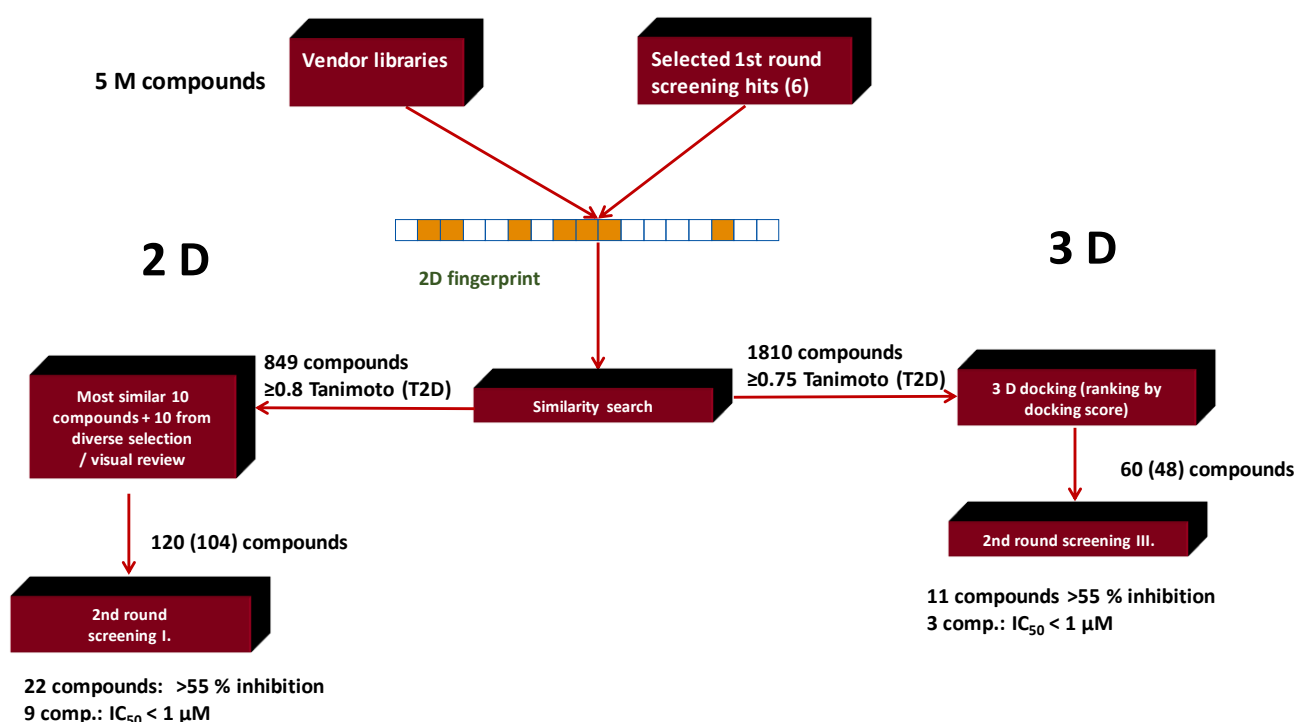 5 M compounds
Vendor libraries
Selected 1st round
screening hits (6)
2 D
3 D
2D fingerprint
849 compounds
≥0.8 Tanimoto (T2D)
1810 compounds
≥0.75 Tanimoto (T2D)
Most similar 10
compounds + 10 from
diverse selection
/ visual review
Similarity search
3 D docking (ranking by
docking score)
120 (104) compounds
60 (48) compounds
2nd round
screening I.
2nd round screening III.
22 compounds: >55 % inhibition
9 comp.: IC₅₀ < 1 µM
11 compounds >55 % inhibition
3 comp.: IC₅₀ < 1 µM